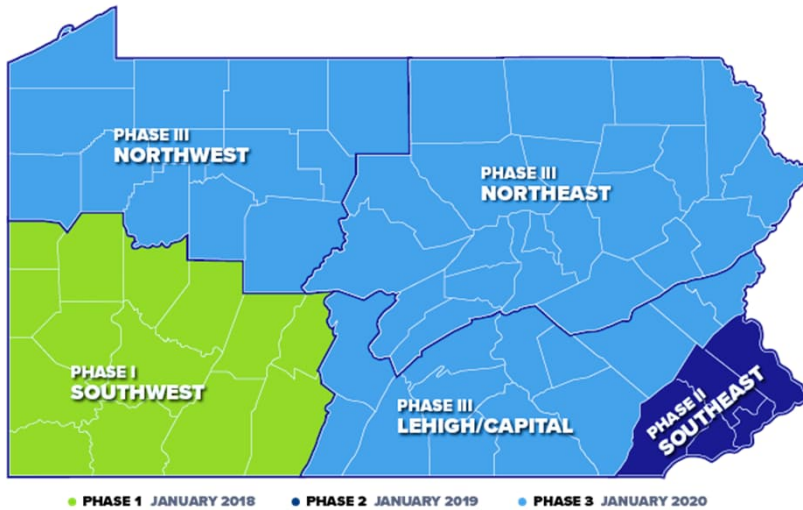 PHASE III
NORTHWEST
PHASE III
NORTHEAST
PHASE I
SOUTHWEST
PHASE III
LEHIGH/CAPITAL
PHASE II
SOUTHEAST
PHASE 1 JANUARY 2018 PHASE 2 JANUARY 2019 PHASE 3 JANUARY 2020